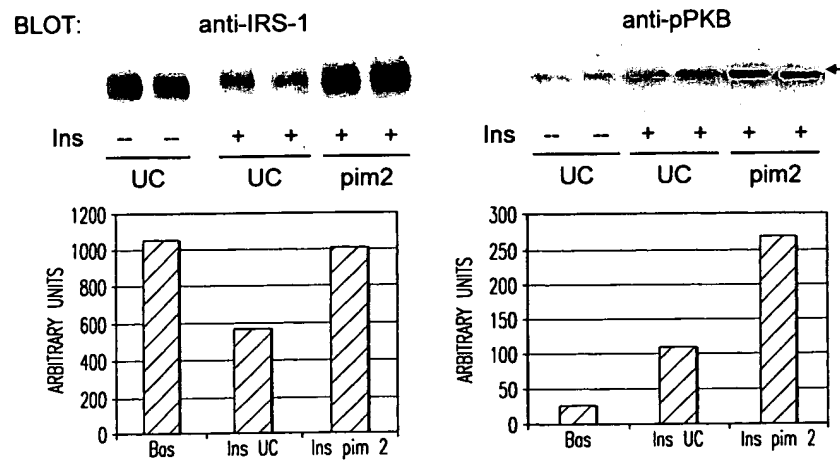 BLOT: anti-IRS-1 anti-pPKB
Ins -- -- + + + +
UC UC pim2
Ins -- -- + + + +
UC UC pim2
ARBITRARY UNITS
1200
1000
800
600
400
200
0
Bas Ins UC Ins pim 2
ARBITRARY UNITS
300
250
200
150
100
50
0
Bas Ins UC Ins pim 2